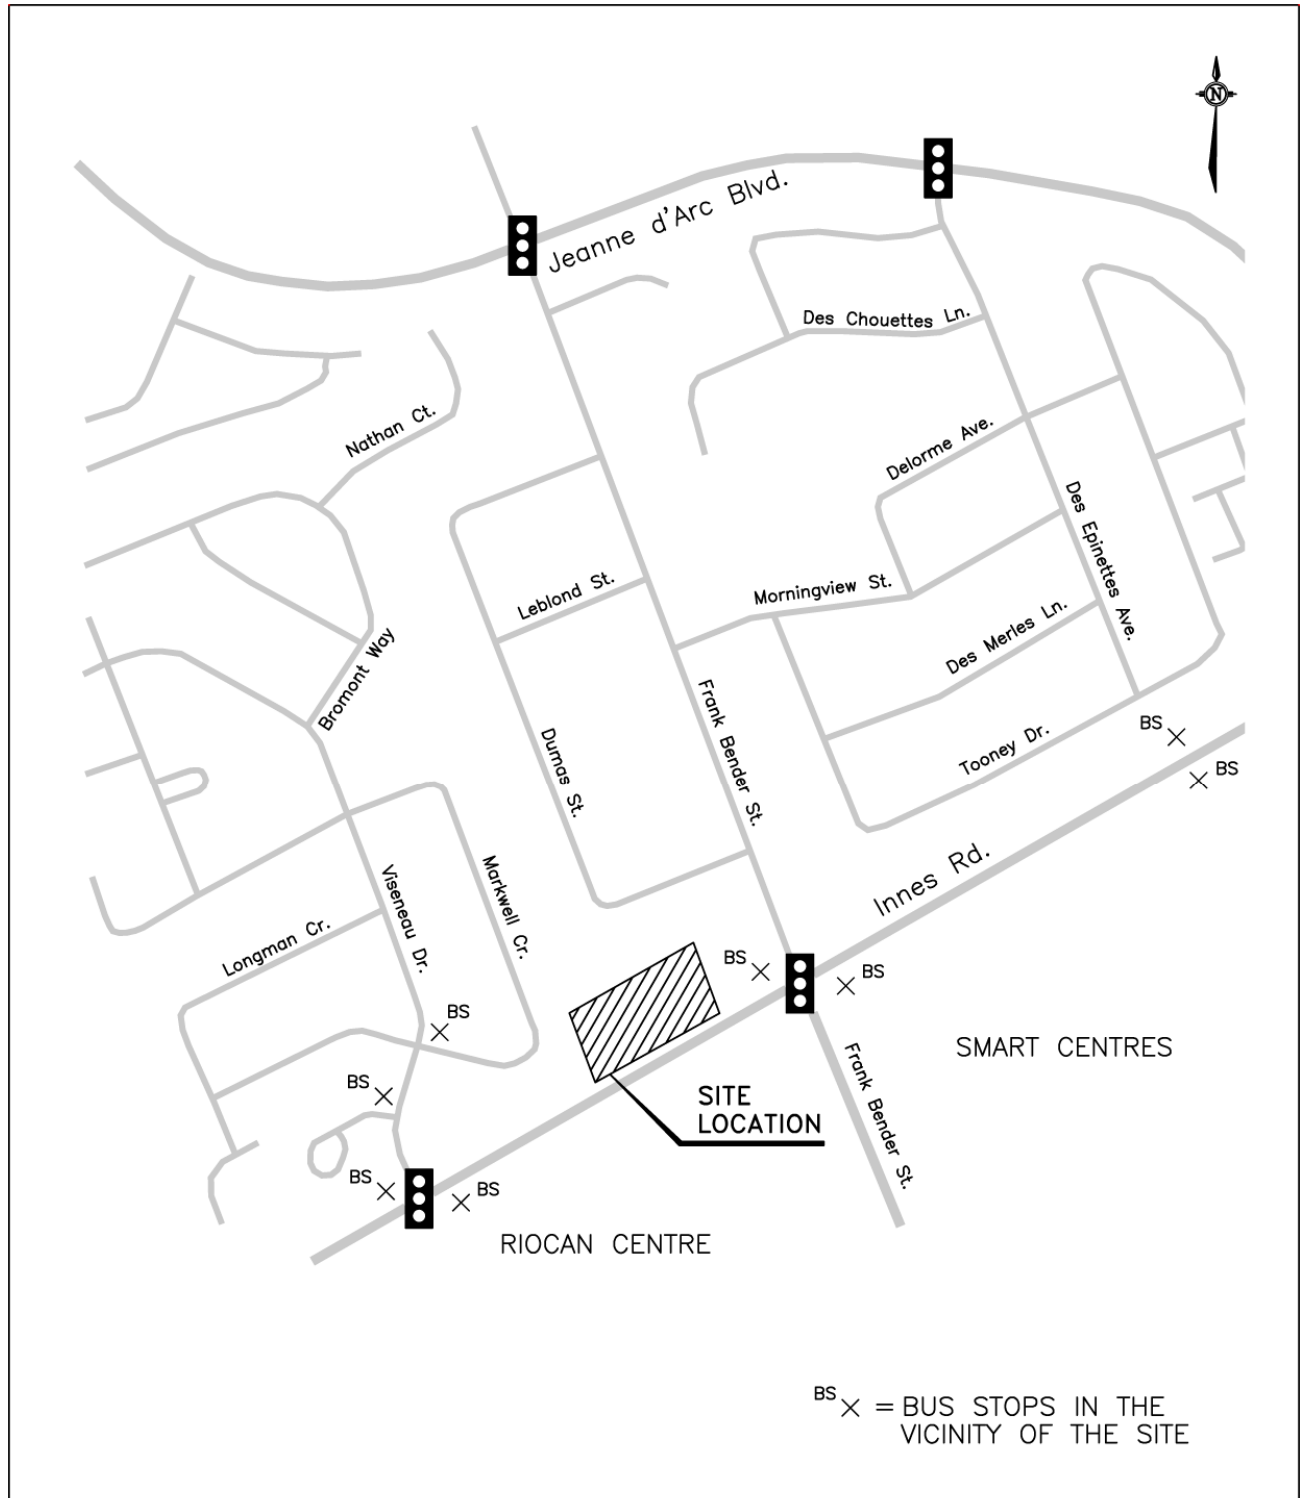 N
Jeanne d'Arc Blvd.
Des Chouettes Ln.
Nathan Ct.
Delorme Ave.
Des Epinettes Ave.
Leblond St.
Morningview St.
Des Merles Ln.
Bromont Way
Frank Bender St.
Dumas St.
Tooney Dr.
BS
BS
Innes Rd.
Viseneau Dr.
Markwell Cr.
Longman Cr.
BS
BS
BS
BS
BS
BS
Frank Bender St.
SMART CENTRES
SITE
LOCATION
RIOCAN CENTRE
BS = BUS STOPS IN THE
VICINITY OF THE SITE